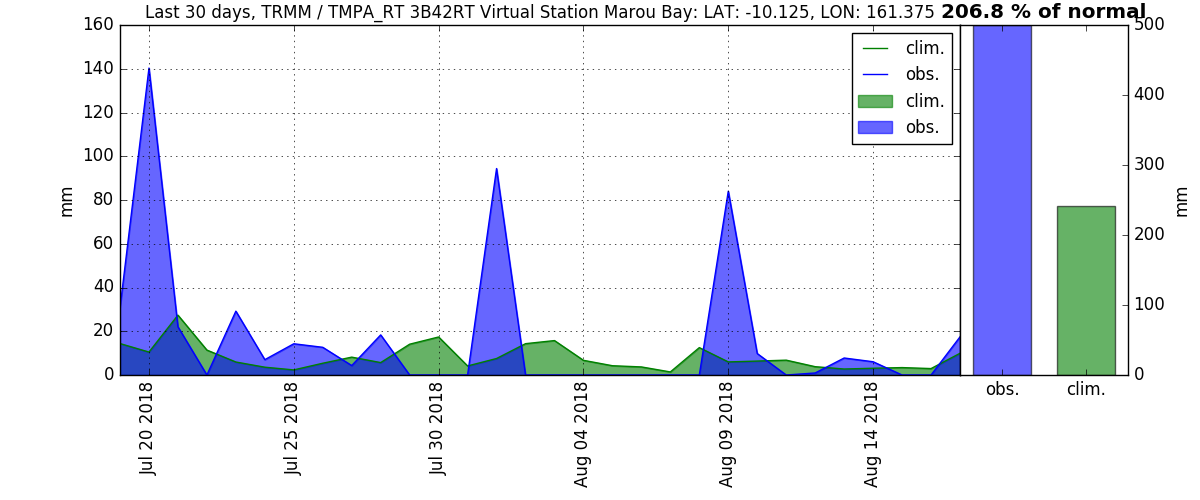 Last 30 days, TRMM / TMPA_RT 3B42RT Virtual Station Marou Bay: LAT: -10.125, LON: 161.375 206.8 % of normal
160
140
120
100
80
60
40
20
0
mm
clim.
obs.
clim.
obs.
500
400
300
200
100
0
mm
Jul 20 2018
Jul 25 2018
Jul 30 2018
Aug 04 2018
Aug 09 2018
Aug 14 2018
obs.
clim.